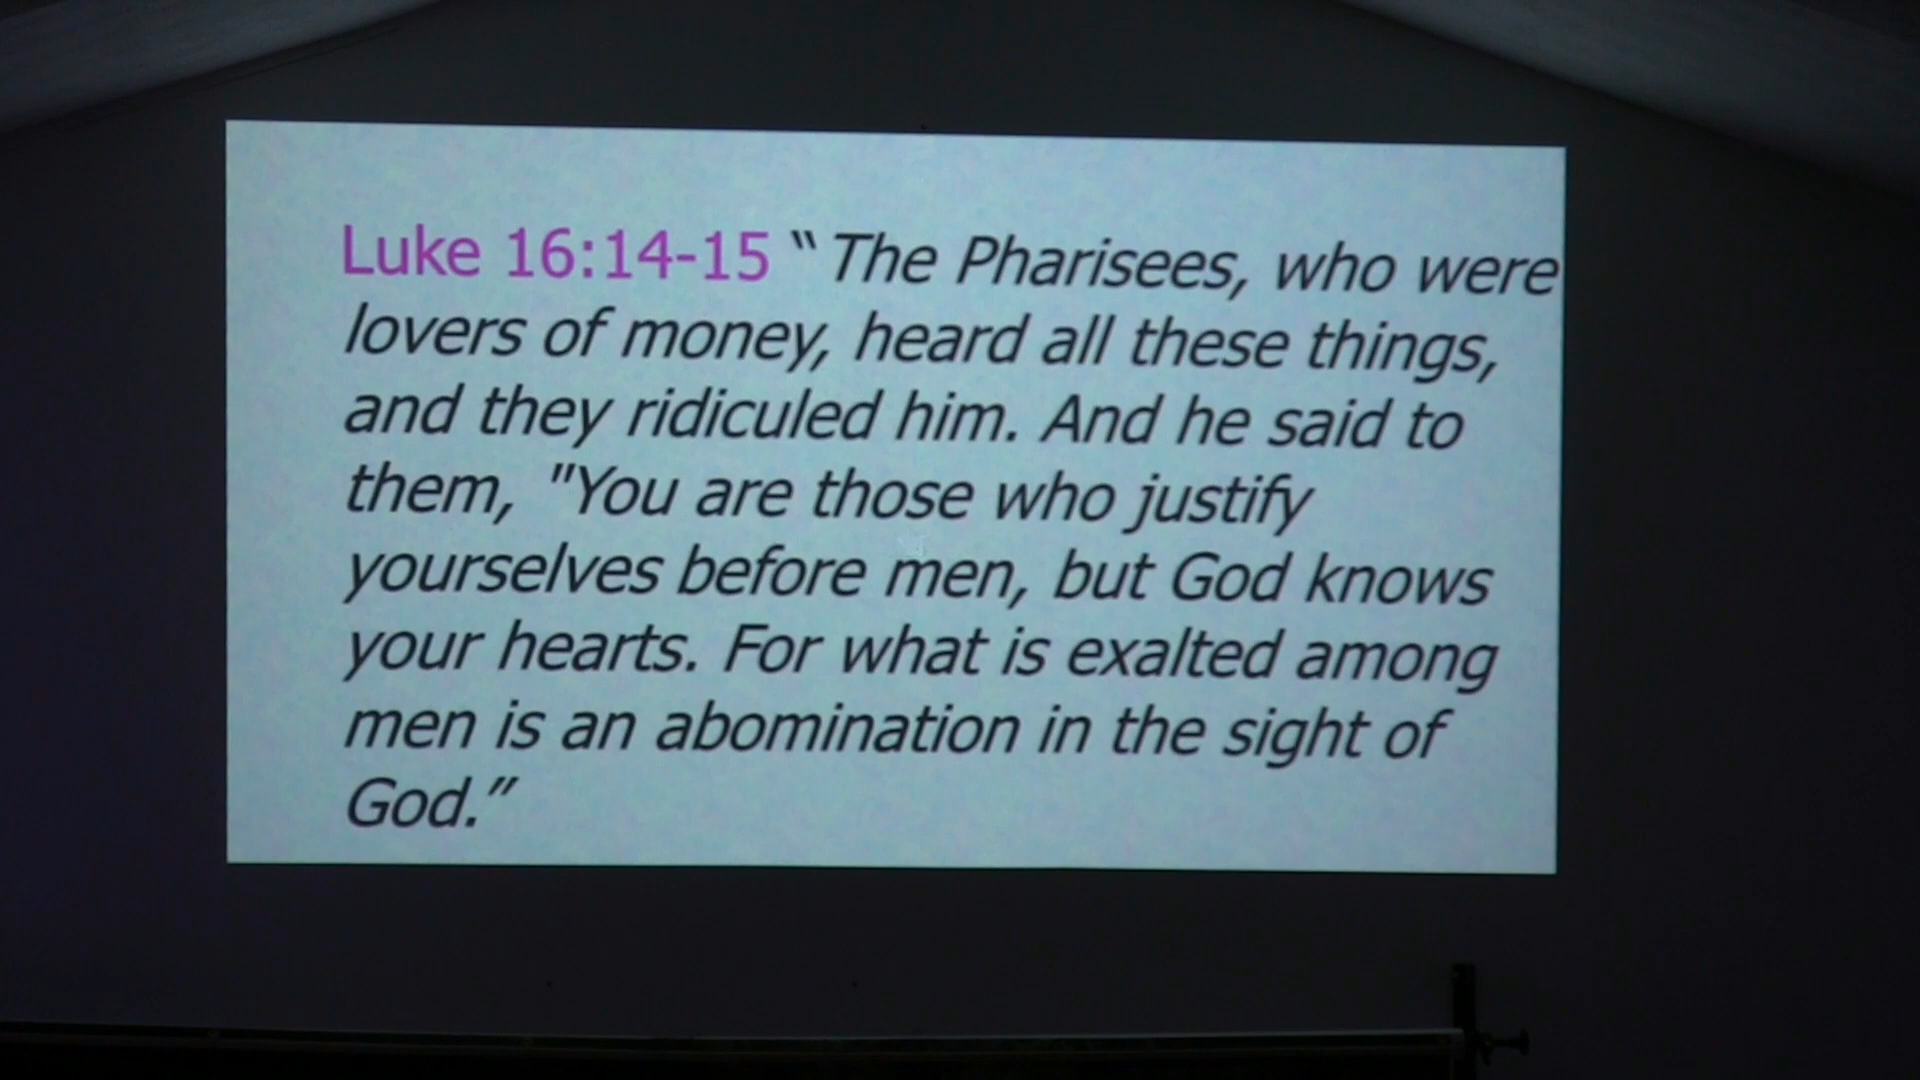 Luke 16:14-15 “The Pharisees, who were
lovers of money, heard all these things,
and they ridiculed him. And he said to
them, "You are those who justify
yourselves before men, but God knows
your hearts. For what is exalted among
men is an abomination in the sight of
God.”